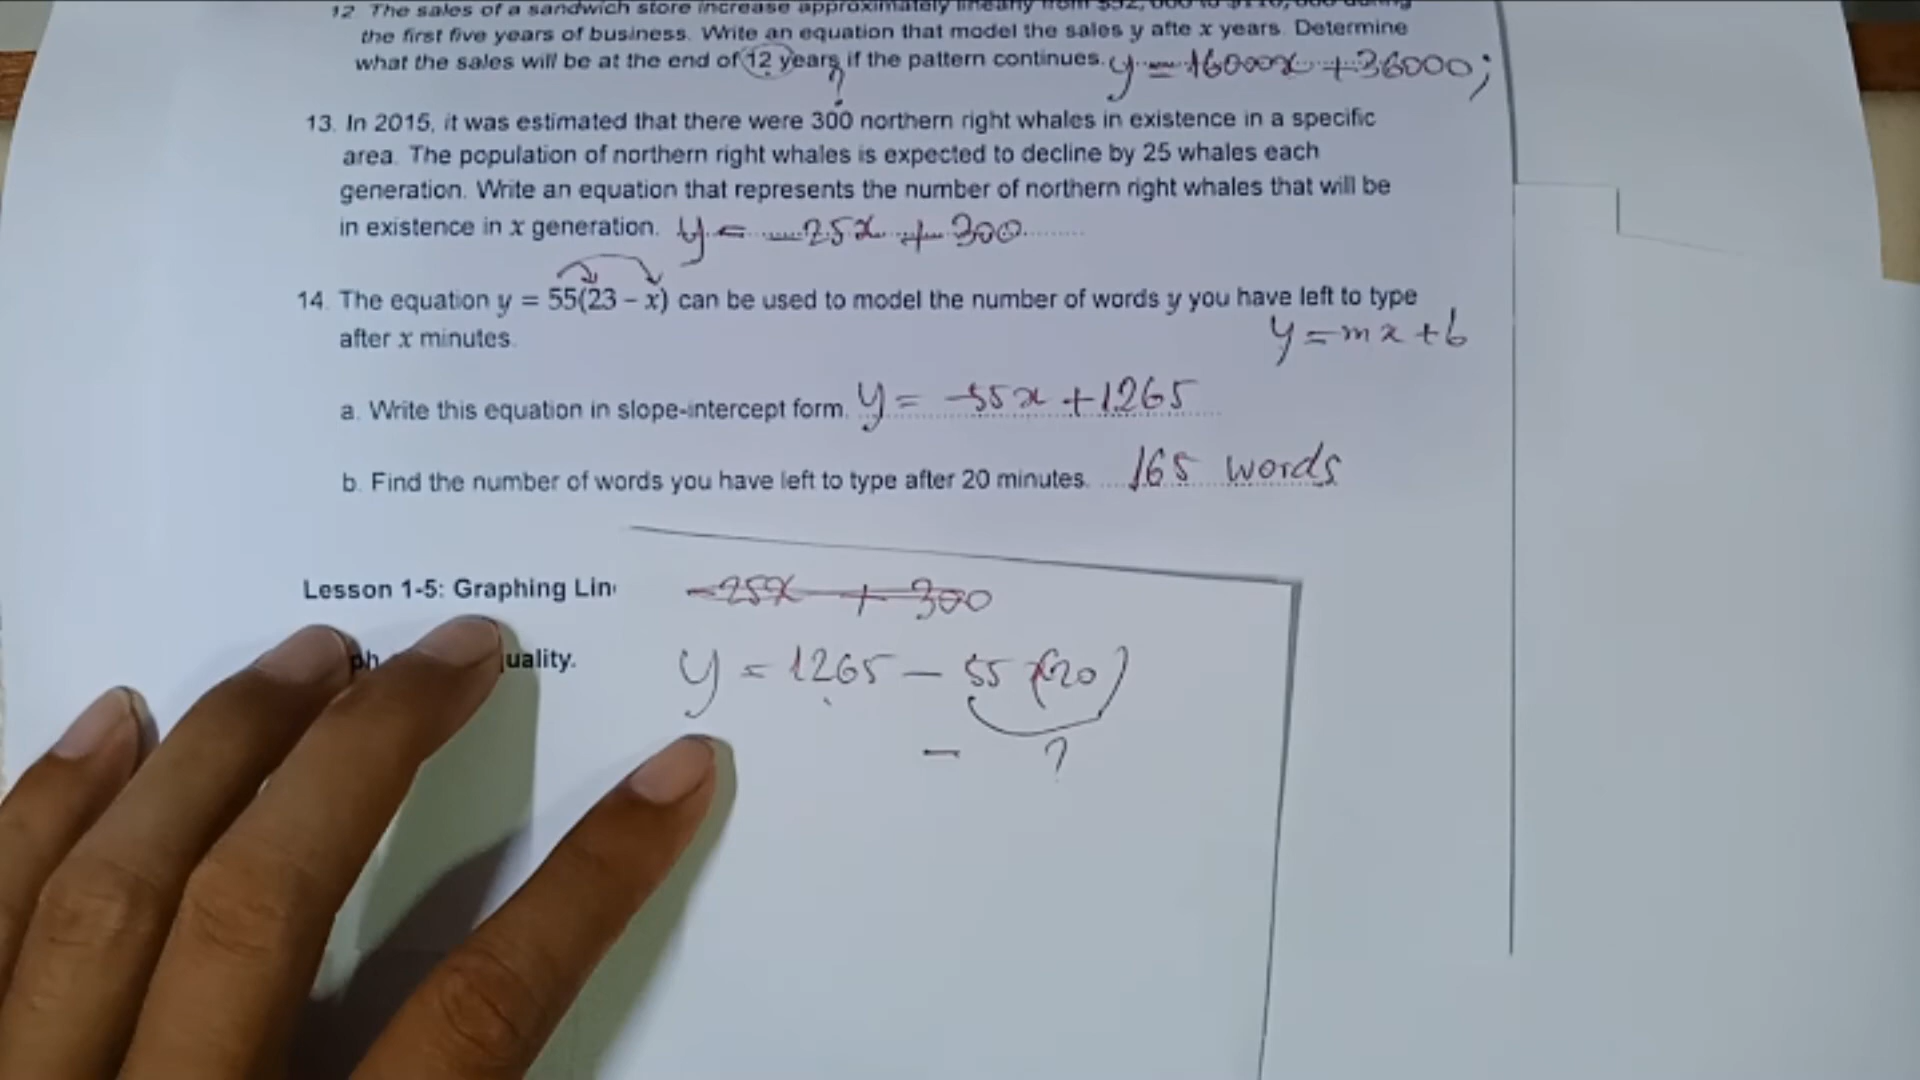 12 The sales of a sandwich store increase approximately linearly from $52, 000 to $116, 000 during
the first five years of business. Write an equation that model the sales y afte x years. Determine
what the sales will be at the end of 12 years if the pattern continues. y = 16000x + 36000;
?
13. In 2015, it was estimated that there were 300 northern right whales in existence in a specific
area. The population of northern right whales is expected to decline by 25 whales each
generation. Write an equation that represents the number of northern right whales that will be
in existence in x generation. y = -25x + 300
14. The equation y = 55(23 – x) can be used to model the number of words y you have left to type
after x minutes. y = mx + b
a. Write this equation in slope-intercept form. y = -55x + 1265
b. Find the number of words you have left to type after 20 minutes. 165 words
Lesson 1-5: Graphing Lin
-25x + 300
ph uality.
y = 1265 - 55 (20)
- ?